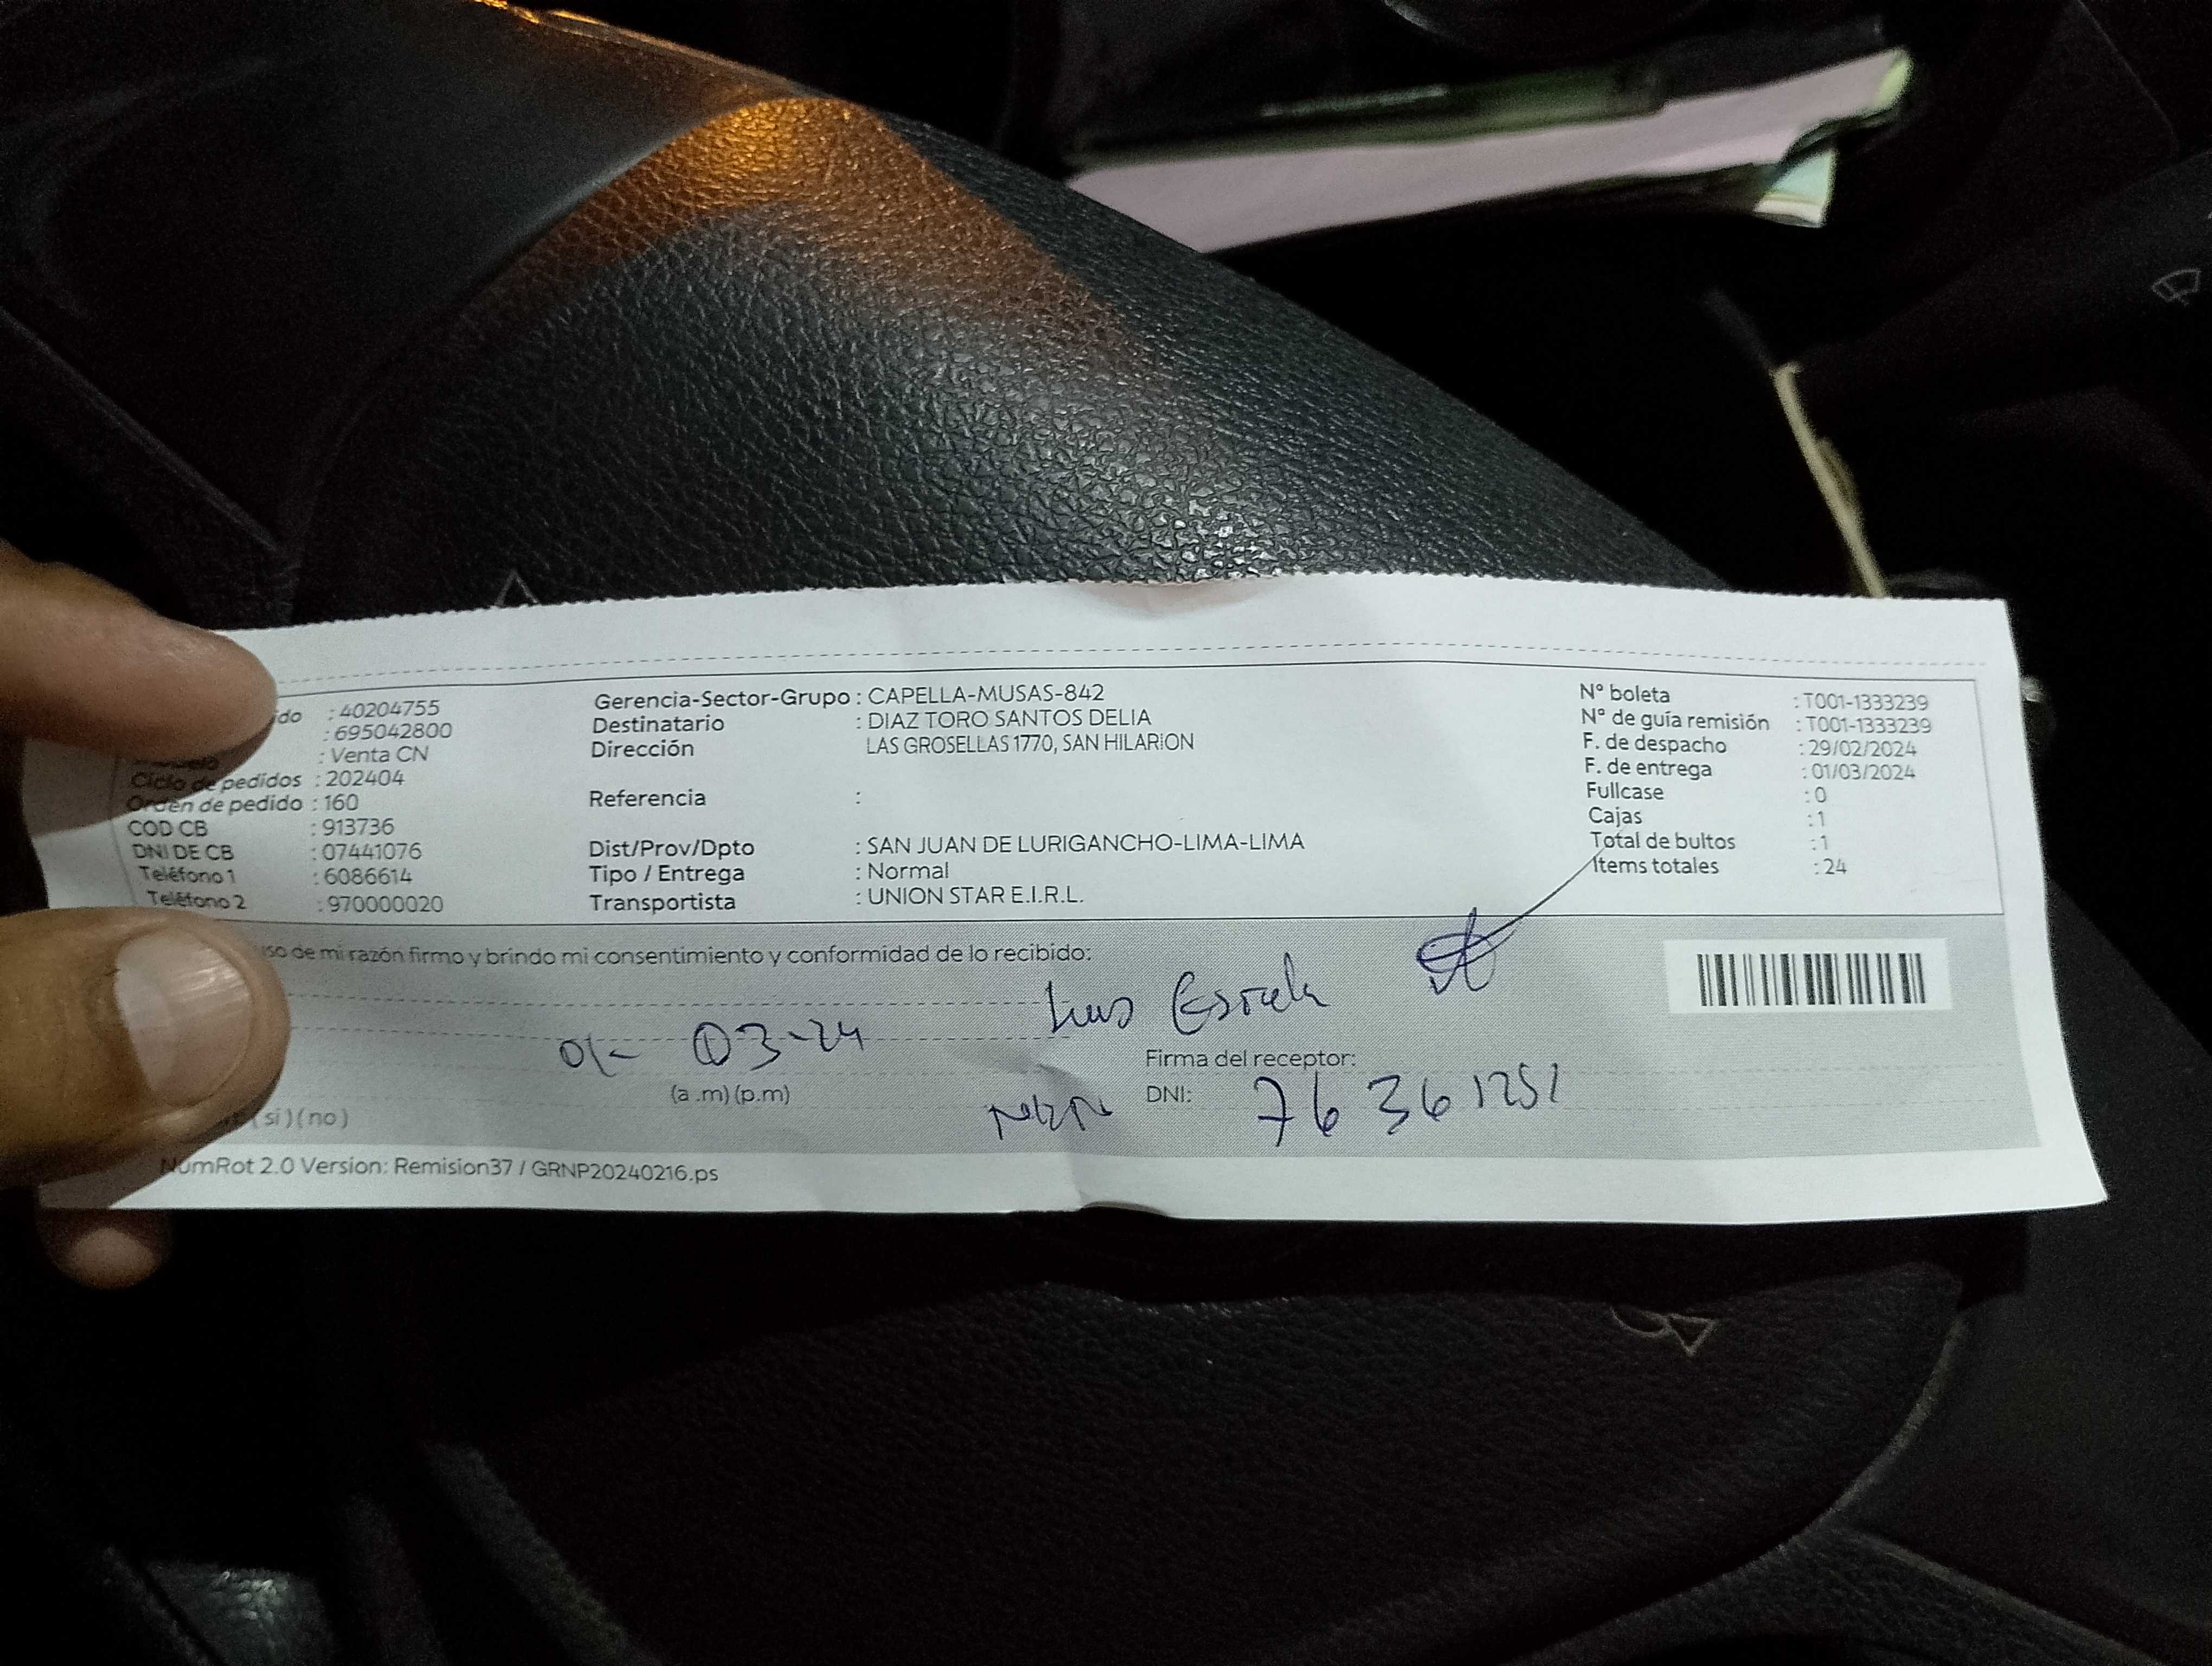 do : 40204755
: 695042800
: Venta CN
Ciclo de pedidos : 202404
Orden de pedido : 160
COD CB : 913736
DNI DE CB : 07441076
Teléfono 1 : 6086614
Teléfono 2 : 970000020
Gerencia-Sector-Grupo : CAPELLA-MUSAS-842
Destinatario : DIAZ TORO SANTOS DELIA
Dirección LAS GROSELLAS 1770, SAN HILARION
Referencia :
Dist/Prov/Dpto : SAN JUAN DE LURIGANCHO-LIMA-LIMA
Tipo / Entrega : Normal
Transportista : UNION STAR E.I.R.L.
N° boleta : T001-1333239
N° de guía remisión : T001-1333239
F. de despacho : 29/02/2024
F. de entrega : 01/03/2024
Fullcase : 0
Cajas : 1
Total de bultos : 1
Items totales : 24
uso de mi razón firmo y brindo mi consentimiento y conformidad de lo recibido:
Luis
01- 03-24
Firma del receptor:
(a .m) (p.m)
DNI: 76361251
(si) (no)
NumRot 2.0 Version: Remision37 / GRNP20240216.ps